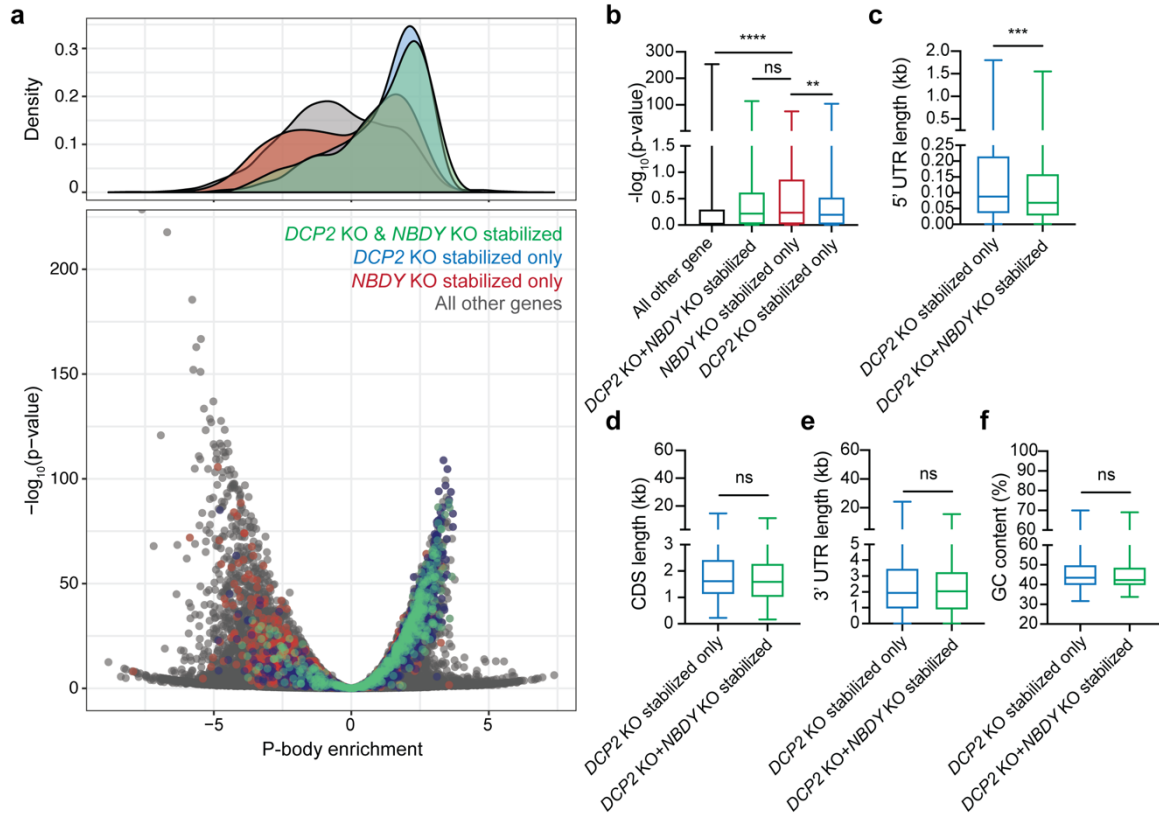 a
Density
0.3
0.2
0.1
0
DCP2 KO & NBDY KO stabilized
DCP2 KO stabilized only
NBDY KO stabilized only
All other genes
−log10(p−value)
200
150
100
50
0
−5
0
5
P-body enrichment
b
-log10(p-value)
300
200
100
1.5
1.0
0.5
0.0
****
ns
**
All other gene
DCP2 KO+NBDY KO stabilized
NBDY KO stabilized only
DCP2 KO stabilized only
c
5' UTR length (kb)
2.0
1.5
1.0
0.5
0.25
0.20
0.15
0.10
0.05
0.00
***
DCP2 KO stabilized only
DCP2 KO+NBDY KO stabilized
d
CDS length (kb)
60
40
20
3
2
1
0
ns
DCP2 KO stabilized only
DCP2 KO+NBDY KO stabilized
e
3' UTR length (kb)
60
40
20
5
4
3
2
1
0
ns
DCP2 KO stabilized only
DCP2 KO+NBDY KO stabilized
f
GC content (%)
100
90
80
70
60
60
50
40
30
20
ns
DCP2 KO stabilized only
DCP2 KO+NBDY KO stabilized